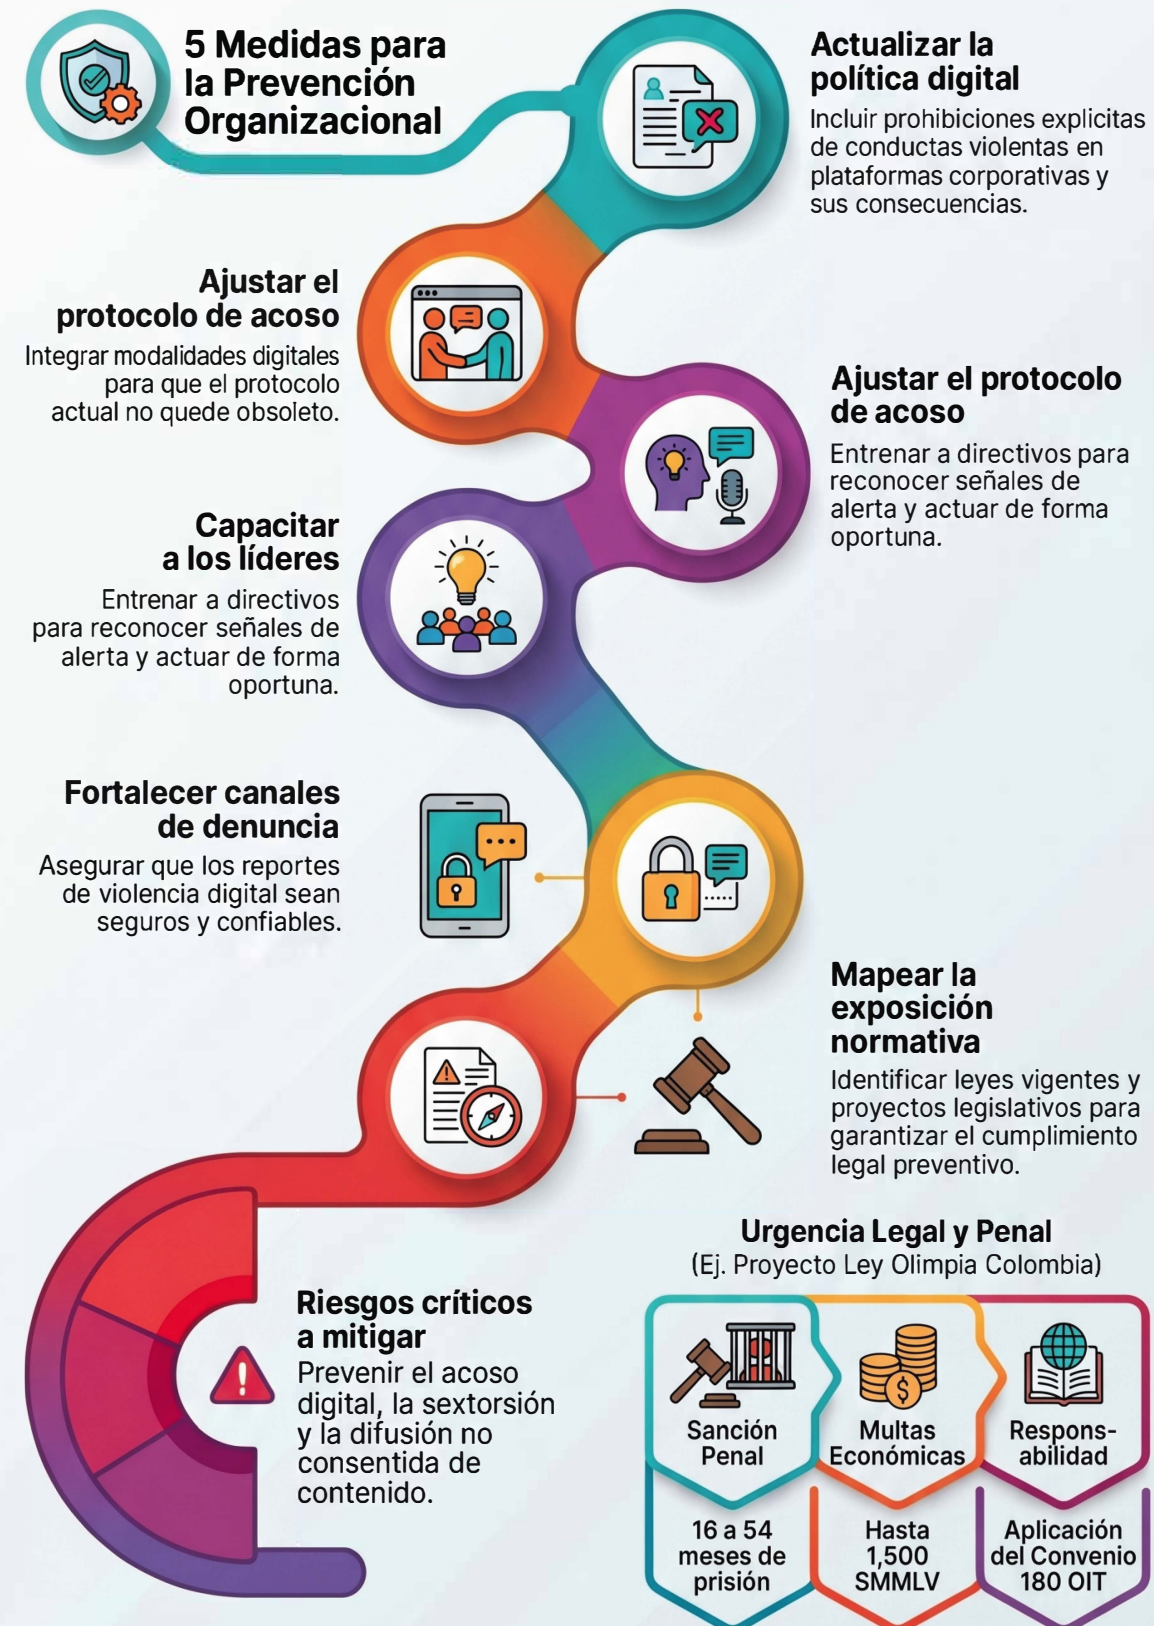 5 Medidas para
la Prevención
Organizacional
Actualizar la
política digital
Incluir prohibiciones explicitas
de conductas violentas en
plataformas corporativas y
sus consecuencias.
Ajustar el
protocolo de acoso
Integrar modalidades digitales
para que el protocolo
actual no quede obsoleto.
Ajustar el protocolo
de acoso
Entrenar a directivos para
reconocer señales de
alerta y actuar de forma
oportuna.
Capacitar
a los líderes
Entrenar a directivos
para reconocer señales de
alerta y actuar de forma
oportuna.
Fortalecer canales
de denuncia
Asegurar que los reportes
de violencia digital sean
seguros y confiables.
Mapear la
exposición
normativa
Identificar leyes vigentes y
proyectos legislativos para
garantizar el cumplimiento
legal preventivo.
Riesgos críticos
a mitigar
Prevenir el acoso
digital, la sextorsión
y la difusión no
consentida de
contenido.
Urgencia Legal y Penal
(Ej. Proyecto Ley Olimpia Colombia)
Sanción
Penal
16 a 54
meses de
prisión
Multas
Económicas
Hasta
1,500
SMMLV
Respons-
abilidad
Aplicación
del Convenio
180 OIT